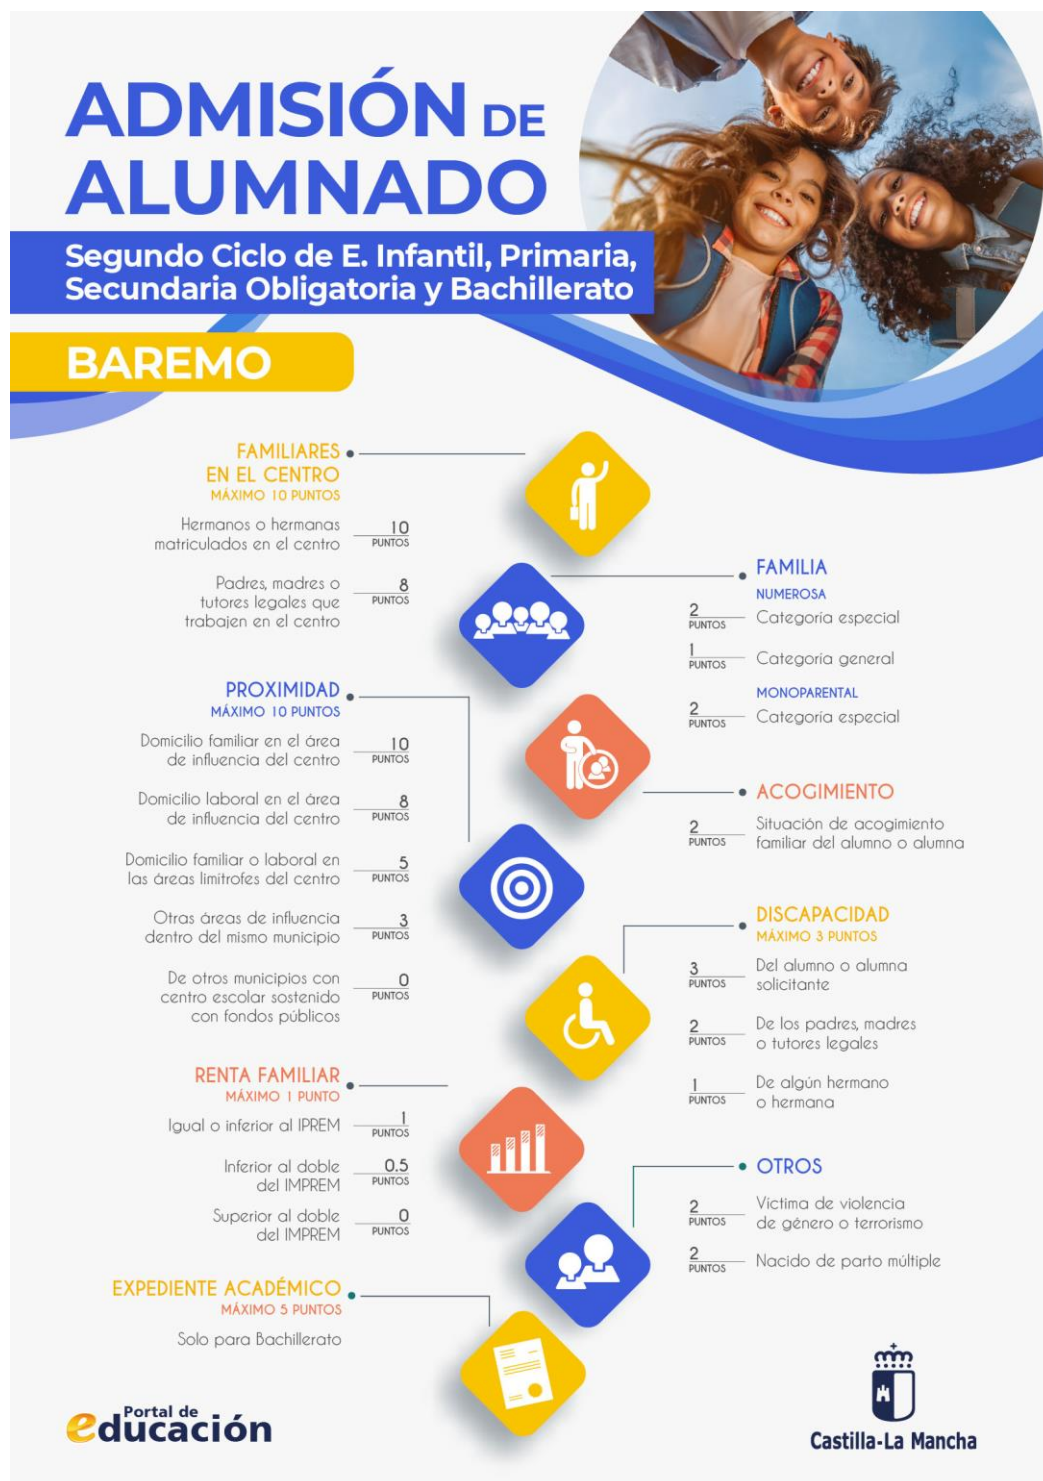 ADMISIÓN DE
ALUMNADO
Segundo Ciclo de E. Infantil, Primaria,
Secundaria Obligatoria y Bachillerato
BAREMO
FAMILIARES
EN EL CENTRO
MÁXIMO 10 PUNTOS
Hermanos o hermanas
matriculados en el centro
10
PUNTOS
Padres, madres o
tutores legales que
trabajen en el centro
8
PUNTOS
FAMILIA
NUMEROSA
2
PUNTOS
Categoría especial
1
PUNTOS
Categoría general
MONOPARENTAL
2
PUNTOS
Categoría especial
PROXIMIDAD
MÁXIMO 10 PUNTOS
Domicilio familiar en el área
de influencia del centro
10
PUNTOS
Domicilio laboral en el área
de influencia del centro
8
PUNTOS
Domicilio familiar o laboral en
las áreas limítrofes del centro
5
PUNTOS
Otras áreas de influencia
dentro del mismo municipio
3
PUNTOS
De otros municipios con
centro escolar sostenido
con fondos públicos
0
PUNTOS
ACOGIMIENTO
2
PUNTOS
Situación de acogimiento
familiar del alumno o alumna
DISCAPACIDAD
MÁXIMO 3 PUNTOS
3
PUNTOS
Del alumno o alumna
solicitante
2
PUNTOS
De los padres, madres
o tutores legales
1
PUNTOS
De algún hermano
o hermana
RENTA FAMILIAR
MÁXIMO 1 PUNTO
Igual o inferior al IPREM
1
PUNTOS
Inferior al doble
del IMPREM
0.5
PUNTOS
Superior al doble
del IMPREM
0
PUNTOS
OTROS
2
PUNTOS
Víctima de violencia
de género o terrorismo
2
PUNTOS
Nacido de parto múltiple
EXPEDIENTE ACADÉMICO
MÁXIMO 5 PUNTOS
Solo para Bachillerato
Portal de
educación
Castilla-La Mancha